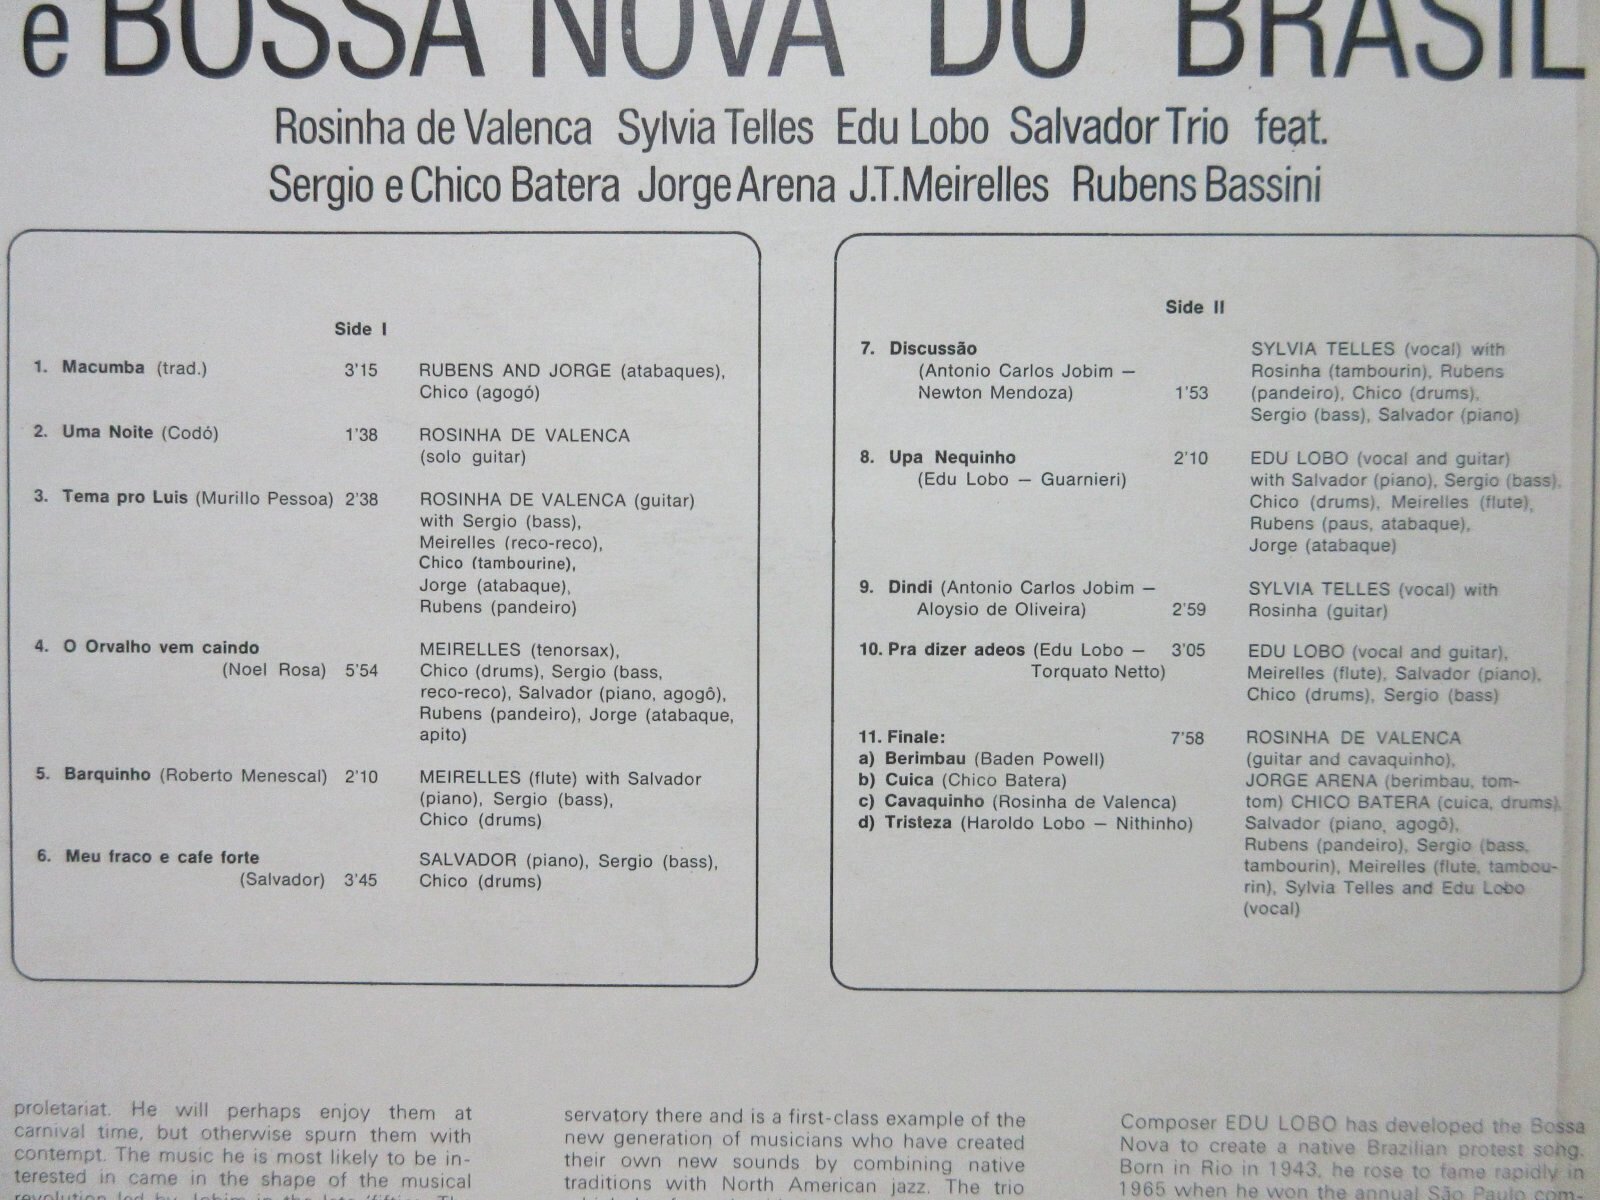 e BOSSA NOVA DO BRASIL
Rosinha de Valenca Sylvia Telles Edu Lobo Salvador Trio feat.
Sergio e Chico Batera Jorge Arena J.T. Meirelles Rubens Bassini
Side I
1. Macumba (trad.) 3'15 RUBENS AND JORGE (atabaques),
Chico (agogó)
2. Uma Noite (Codó) 1'38 ROSINHA DE VALENCA
(solo guitar)
3. Tema pro Luis (Murillo Pessoa) 2'38 ROSINHA DE VALENCA (guitar)
with Sergio (bass),
Meirelles (reco-reco),
Chico (tambourine),
Jorge (atabaque),
Rubens (pandeiro)
4. O Orvalho vem caindo MEIRELLES (tenorsax),
(Noel Rosa) 5'54 Chico (drums), Sergio (bass,
reco-reco), Salvador (piano, agogô),
Rubens (pandeiro), Jorge (atabaque,
apito)
5. Barquinho (Roberto Menescal) 2'10 MEIRELLES (flute) with Salvador
(piano), Sergio (bass),
Chico (drums)
6. Meu fraco e cafe forte SALVADOR (piano), Sergio (bass),
(Salvador) 3'45 Chico (drums)
Side II
7. Discussão SYLVIA TELLES (vocal) with
(Antonio Carlos Jobim — Rosinha (tambourin), Rubens
Newton Mendoza) 1'53 (pandeiro), Chico (drums),
Sergio (bass), Salvador (piano)
8. Upa Nequinho 2'10 EDU LOBO (vocal and guitar)
(Edu Lobo — Guarnieri) with Salvador (piano), Sergio (bass),
Chico (drums), Meirelles (flute),
Rubens (paus, atabaque),
Jorge (atabaque)
9. Dindi (Antonio Carlos Jobim — SYLVIA TELLES (vocal) with
Aloysio de Oliveira) 2'59 Rosinha (guitar)
10. Pra dizer adeos (Edu Lobo — 3'05 EDU LOBO (vocal and guitar),
Torquato Netto) Meirelles (flute), Salvador (piano),
Chico (drums), Sergio (bass)
11. Finale: 7'58 ROSINHA DE VALENCA
a) Berimbau (Baden Powell) (guitar and cavaquinho),
b) Cuica (Chico Batera) JORGE ARENA (berimbau, tom-
c) Cavaquinho (Rosinha de Valenca) tom) CHICO BATERA (cuica, drums),
d) Tristeza (Haroldo Lobo — Nithinho) Salvador (piano, agogô),
Rubens (pandeiro), Sergio (bass,
tambourin), Meirelles (flute, tambou-
rin), Sylvia Telles and Edu Lobo
(vocal)
proletariat. He will perhaps enjoy them at
carnival time, but otherwise spurn them with
contempt. The music he is most likely to be in-
terested in came in the shape of the musical
revolution led by Jobim in the late 'fifties. The
servatory there and is a first-class example of the
new generation of musicians who have created
their own new sounds by combining native
traditions with North American jazz. The trio
Composer EDU LOBO has developed the Bossa
Nova to create a native Brazilian protest song.
Born in Rio in 1943, he rose to fame rapidly in
1965 when he won the annual São Paulo com-